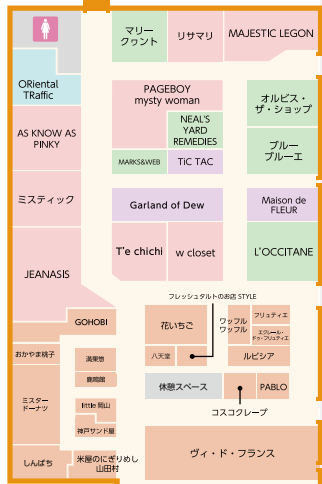 マリー
クヮント
リサマリ
MAJESTIC LEGON
ORiental
TRaffic
PAGEBOY
mysty woman
オルビス・
ザ・ショップ
AS KNOW AS
PINKY
NEAL'S
YARD
REMEDIES
ブルー
ブルーエ
MARKS&WEB
TiC TAC
ミスティック
Garland of Dew
Maison de
FLEUR
T'e chichi
w closet
L'OCCITANE
JEANASIS
フレッシュタルトのお店 STYLE
GOHOBI
花いちご
ワッフル
ワッフル
フリュティエ
エクレール・
ドゥ・フリュティエ
おかやま桃子
満果惣
八天堂
ルピシア
鹿鳴館
休憩スペース
PABLO
ミスター
ドーナツ
little 岡山
コスコクレープ
神戸サンド屋
しんぱち
米屋のにぎりめし
山田村
ヴィ・ド・フランス